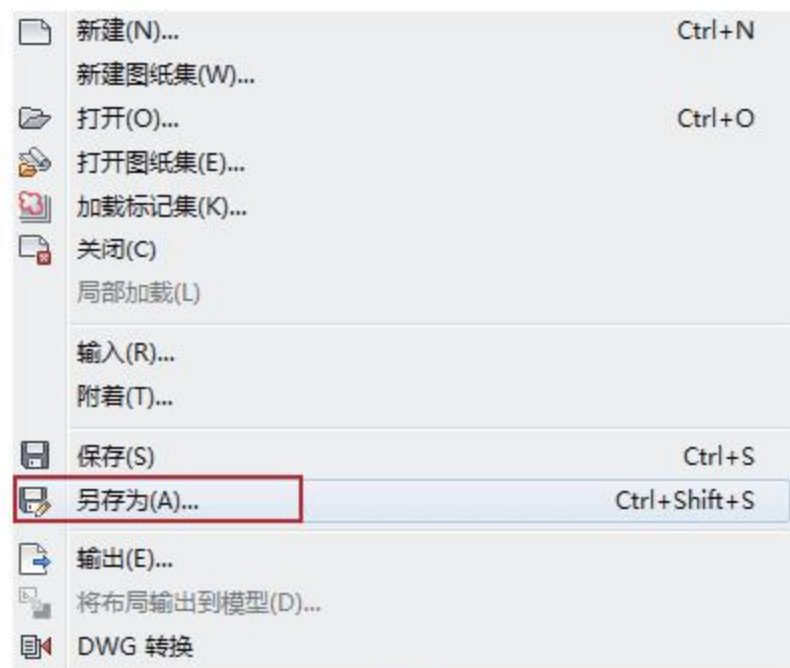 新建(N)... Ctrl+N
新建图纸集(W)...
打开(O)... Ctrl+O
打开图纸集(E)...
加载标记集(K)...
关闭(C)
局部加载(L)
输入(R)...
附着(T)...
保存(S) Ctrl+S
另存为(A)... Ctrl+Shift+S
输出(E)...
将布局输出到模型(D)...
DWG 转换